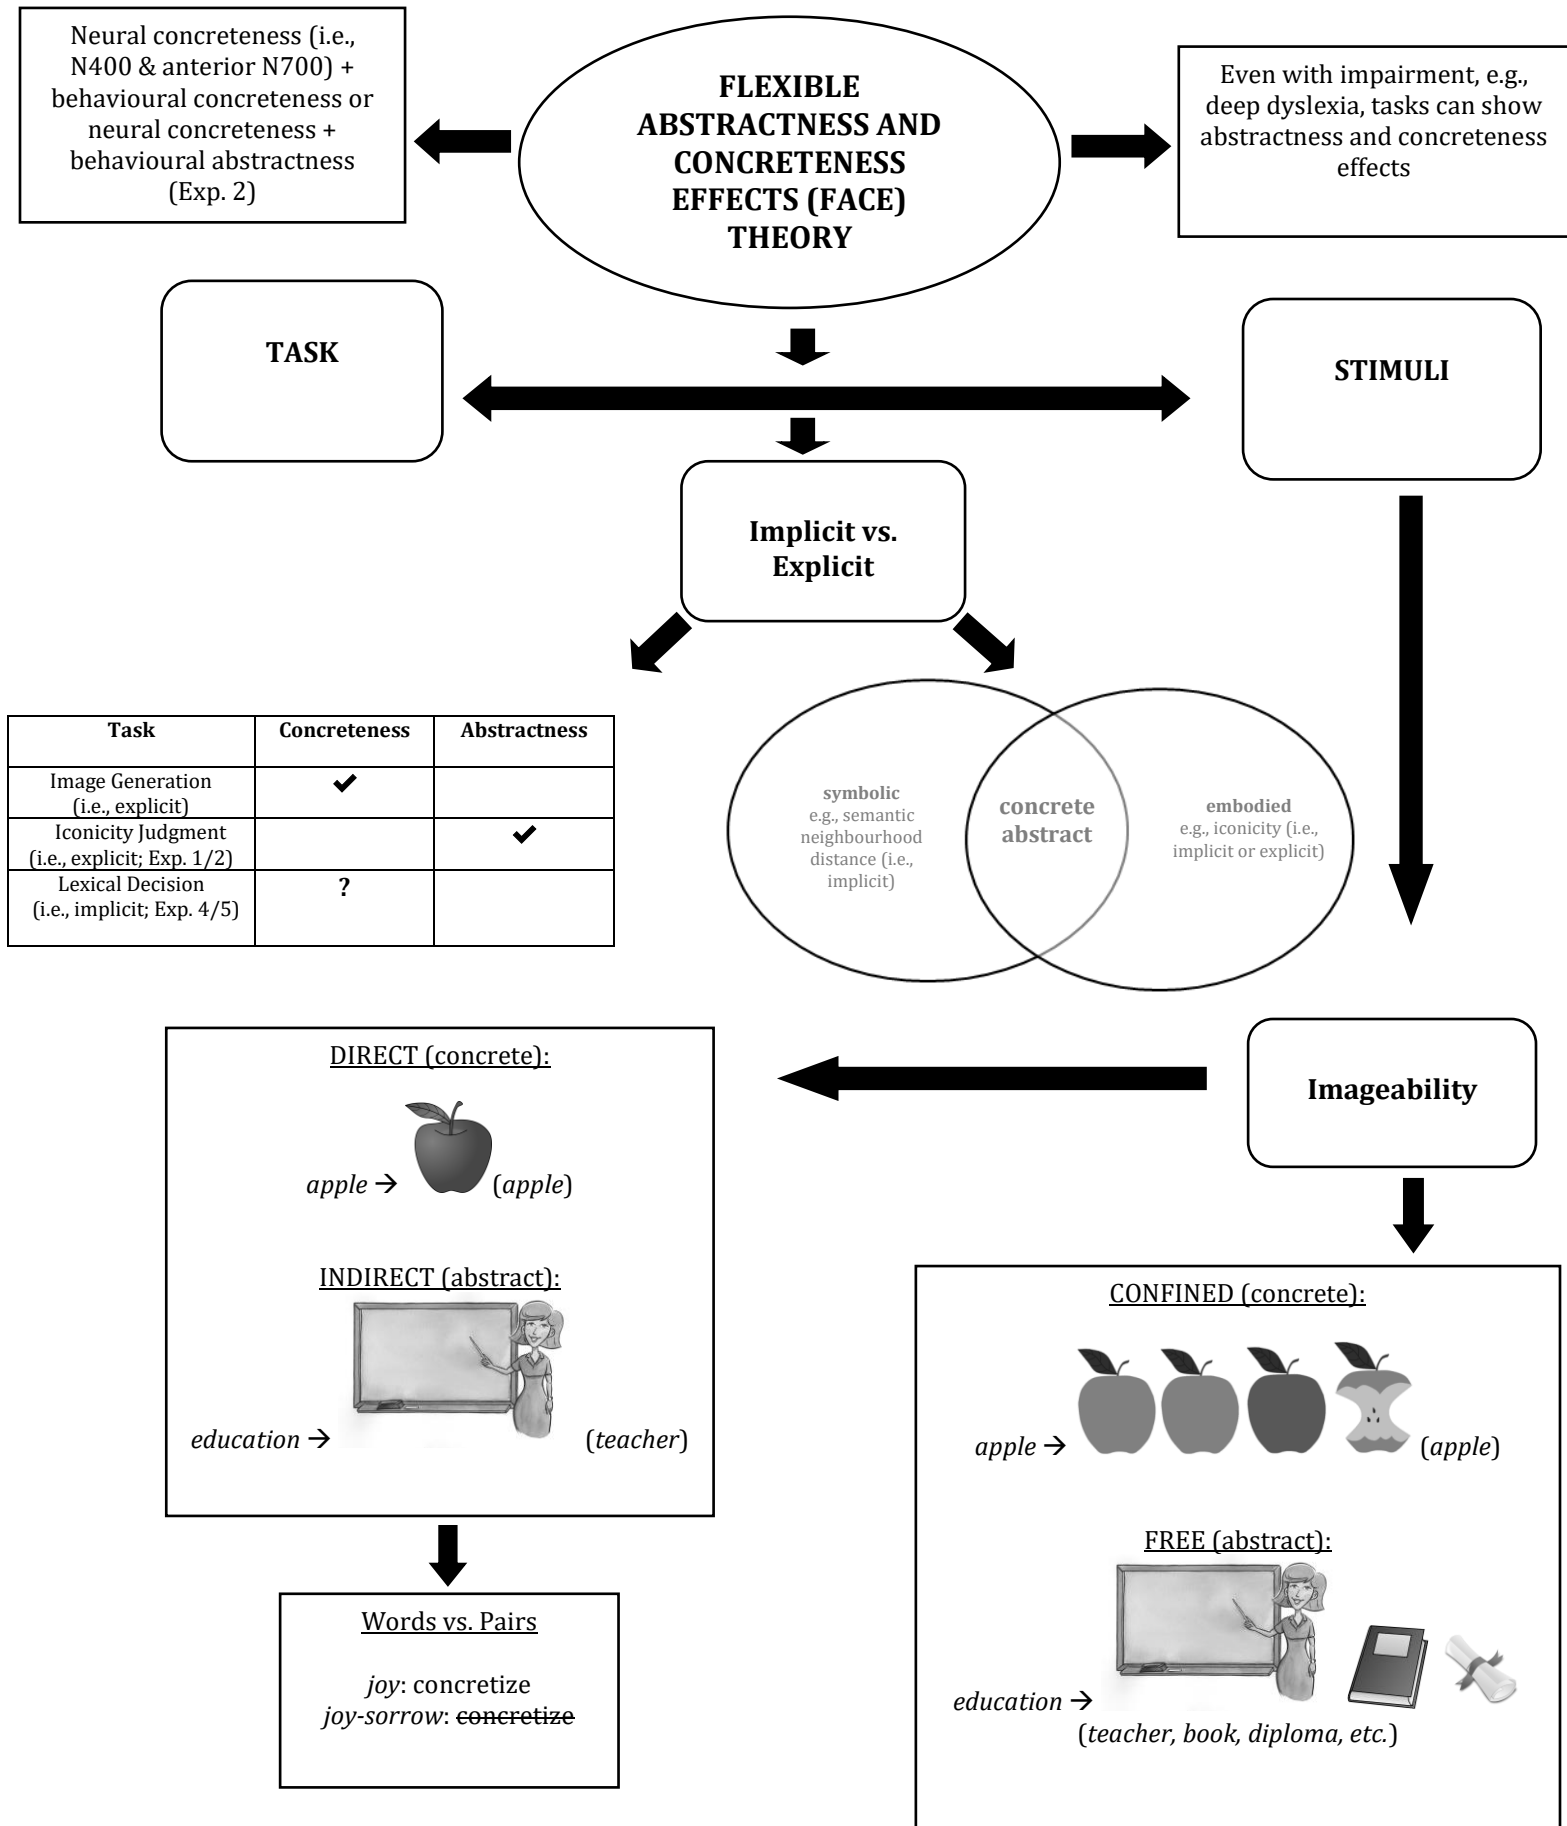 Neural concreteness (i.e.,
N400 & anterior N700) +
behavioural concreteness or
neural concreteness +
behavioural abstractness
(Exp. 2)
FLEXIBLE
ABSTRACTNESS AND
CONCRETENESS
EFFECTS (FACE)
THEORY
Even with impairment, e.g.,
deep dyslexia, tasks can show
abstractness and concreteness
effects
TASK
STIMULI
Implicit vs.
Explicit
Task Concreteness Abstractness
Image Generation ✔
(i.e., explicit)
Iconicity Judgment ✔
(i.e., explicit; Exp. 1/2)
Lexical Decision ?
(i.e., implicit; Exp. 4/5)
symbolic
e.g., semantic
neighbourhood
distance (i.e.,
implicit)
concrete
abstract
embodied
e.g., iconicity (i.e.,
implicit or explicit)
DIRECT (concrete):
apple → (apple)
INDIRECT (abstract):
education → (teacher)
Imageability
Words vs. Pairs
joy: concretize
joy-sorrow: concretize
CONFINED (concrete):
apple → (apple)
FREE (abstract):
education →
(teacher, book, diploma, etc.)